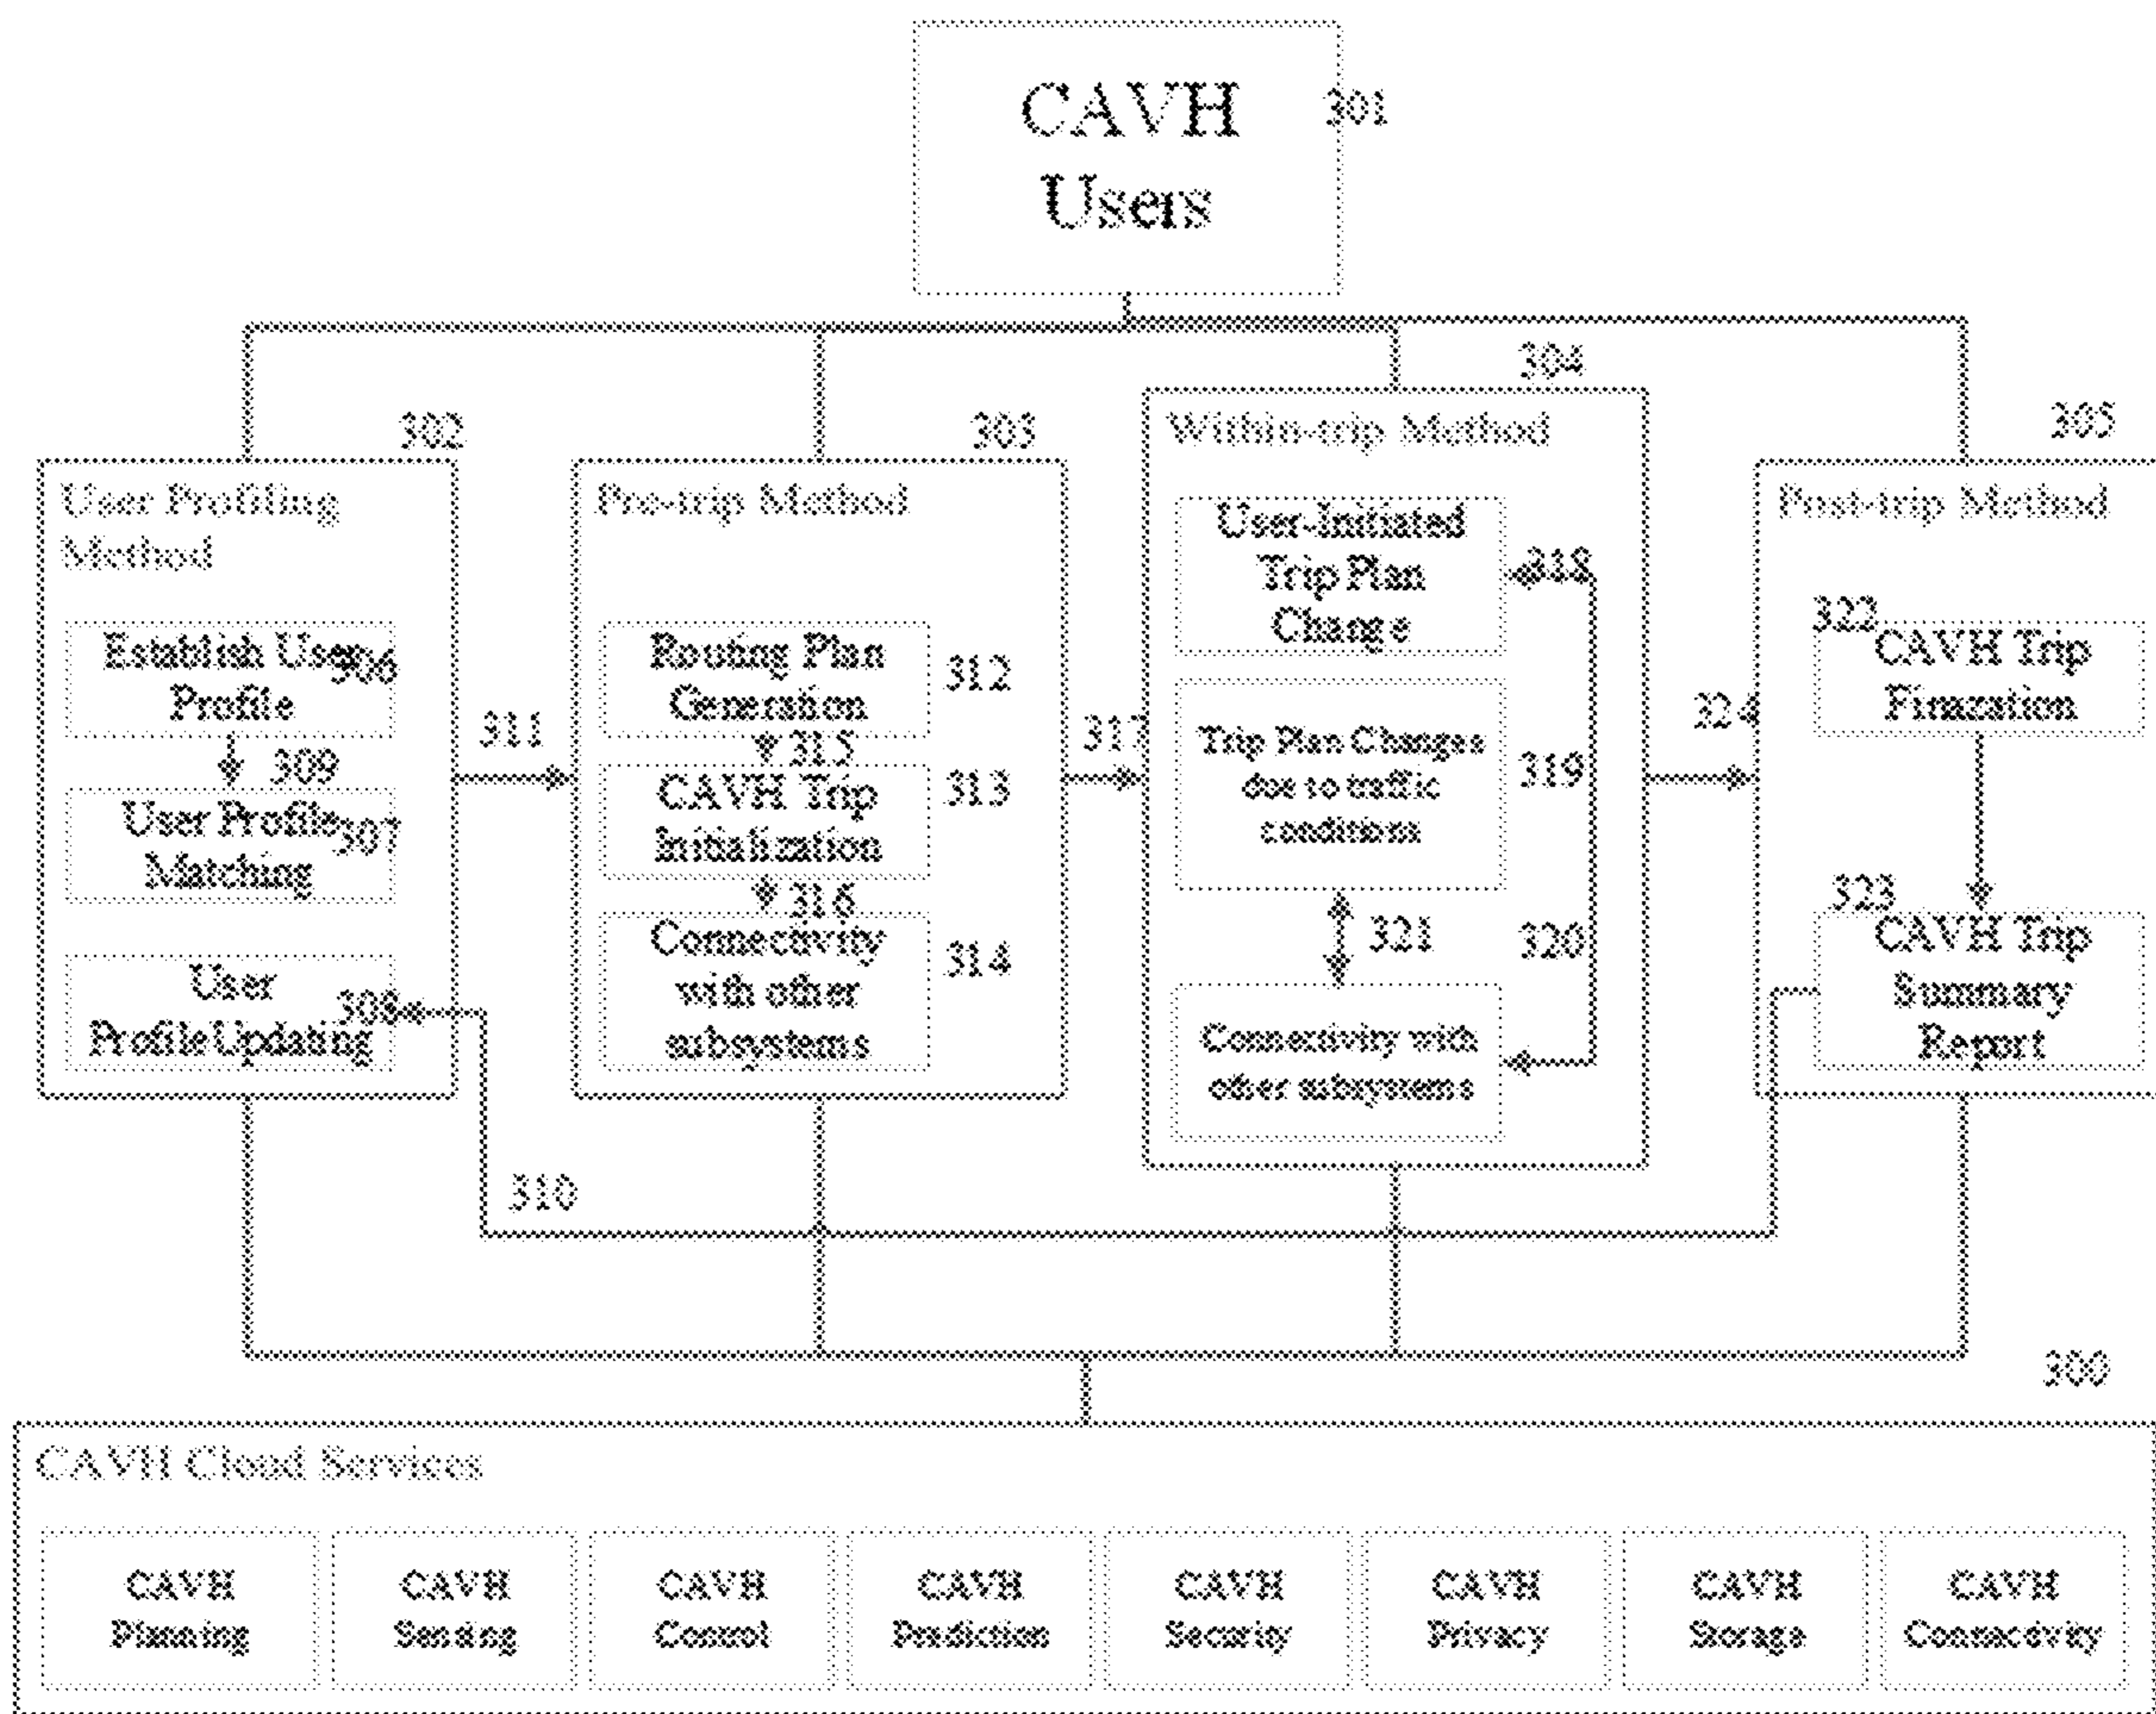 CAVH
Users
301
302
303
304
305
User Profiling
Method
Establish User
Profile
306
309
User Profile
Matching
307
User
Profile Updating
308
311
310
Pre-trip Method
Routing Plan
Generation
312
315
CAVH Trip
Initialization
313
316
Connectivity
with other
subsystems
314
317
Within-trip Method
User-Initiated
Trip Plan
Change
318
Trip Plan Changes
due to traffic
conditions
319
321
320
Connectivity with
other subsystems
324
Post-trip Method
322
CAVH Trip
323
CAVH Trip
Summary
Report
300
CAVH Cloud Services
CAVH
Planning
CAVH
Sensing
CAVH
Control
CAVH
Prediction
CAVH
Security
CAVH
Privacy
CAVH
Storage
CAVH
Connectivity